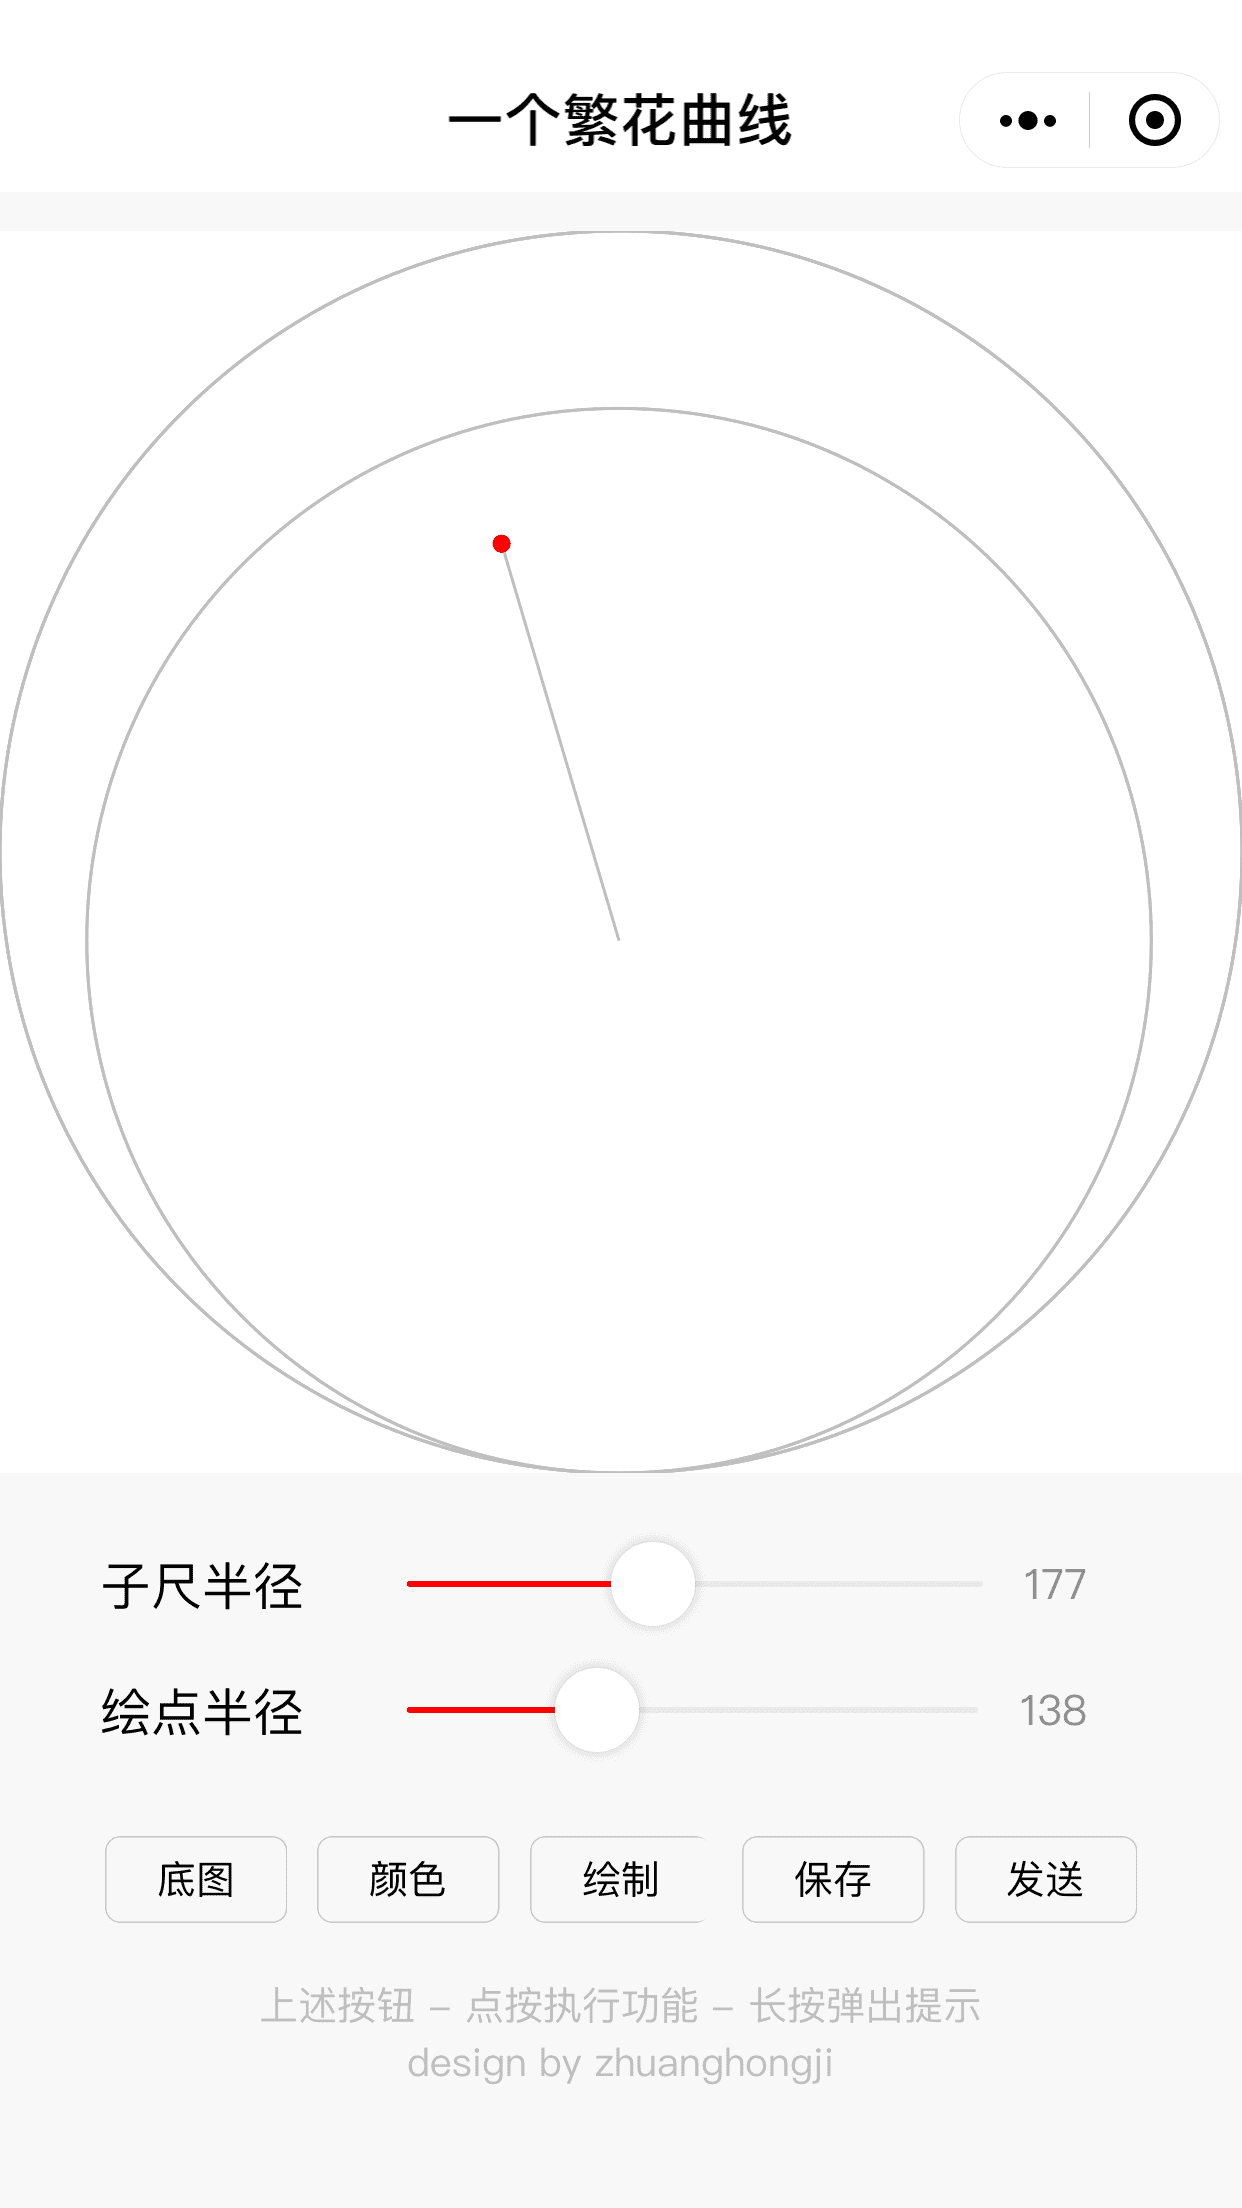 一个繁花曲线
子尺半径 177
绘点半径 138
底图 颜色 绘制 保存 发送
上述按钮 – 点按执行功能 – 长按弹出提示
design by zhuanghongji